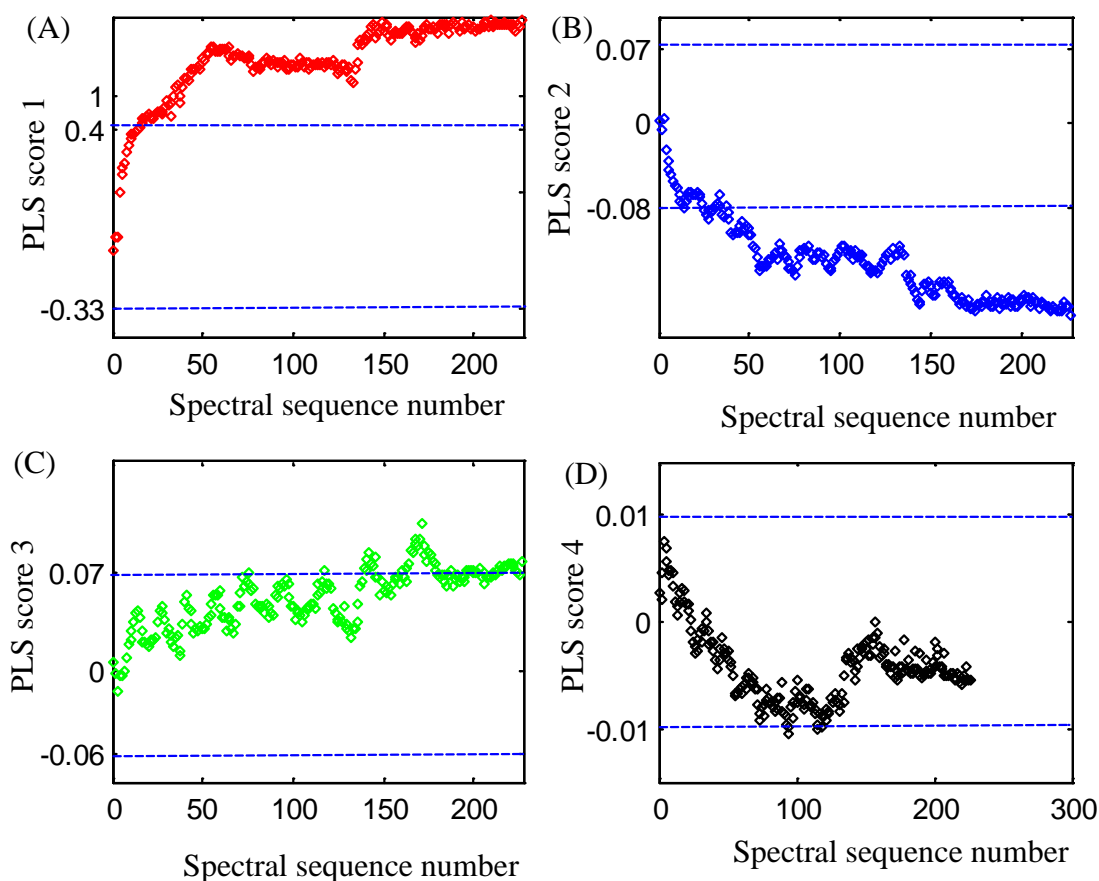 (A)
PLS score 1
1
0.4
-0.33
0 50 100 150 200
Spectral sequence number
(B)
PLS score 2
0.07
0
-0.08
0 50 100 150 200
Spectral sequence number
(C)
PLS score 3
0.07
0
-0.06
0 50 100 150 200
Spectral sequence number
(D)
PLS score 4
0.01
0
-0.01
0 100 200 300
Spectral sequence number